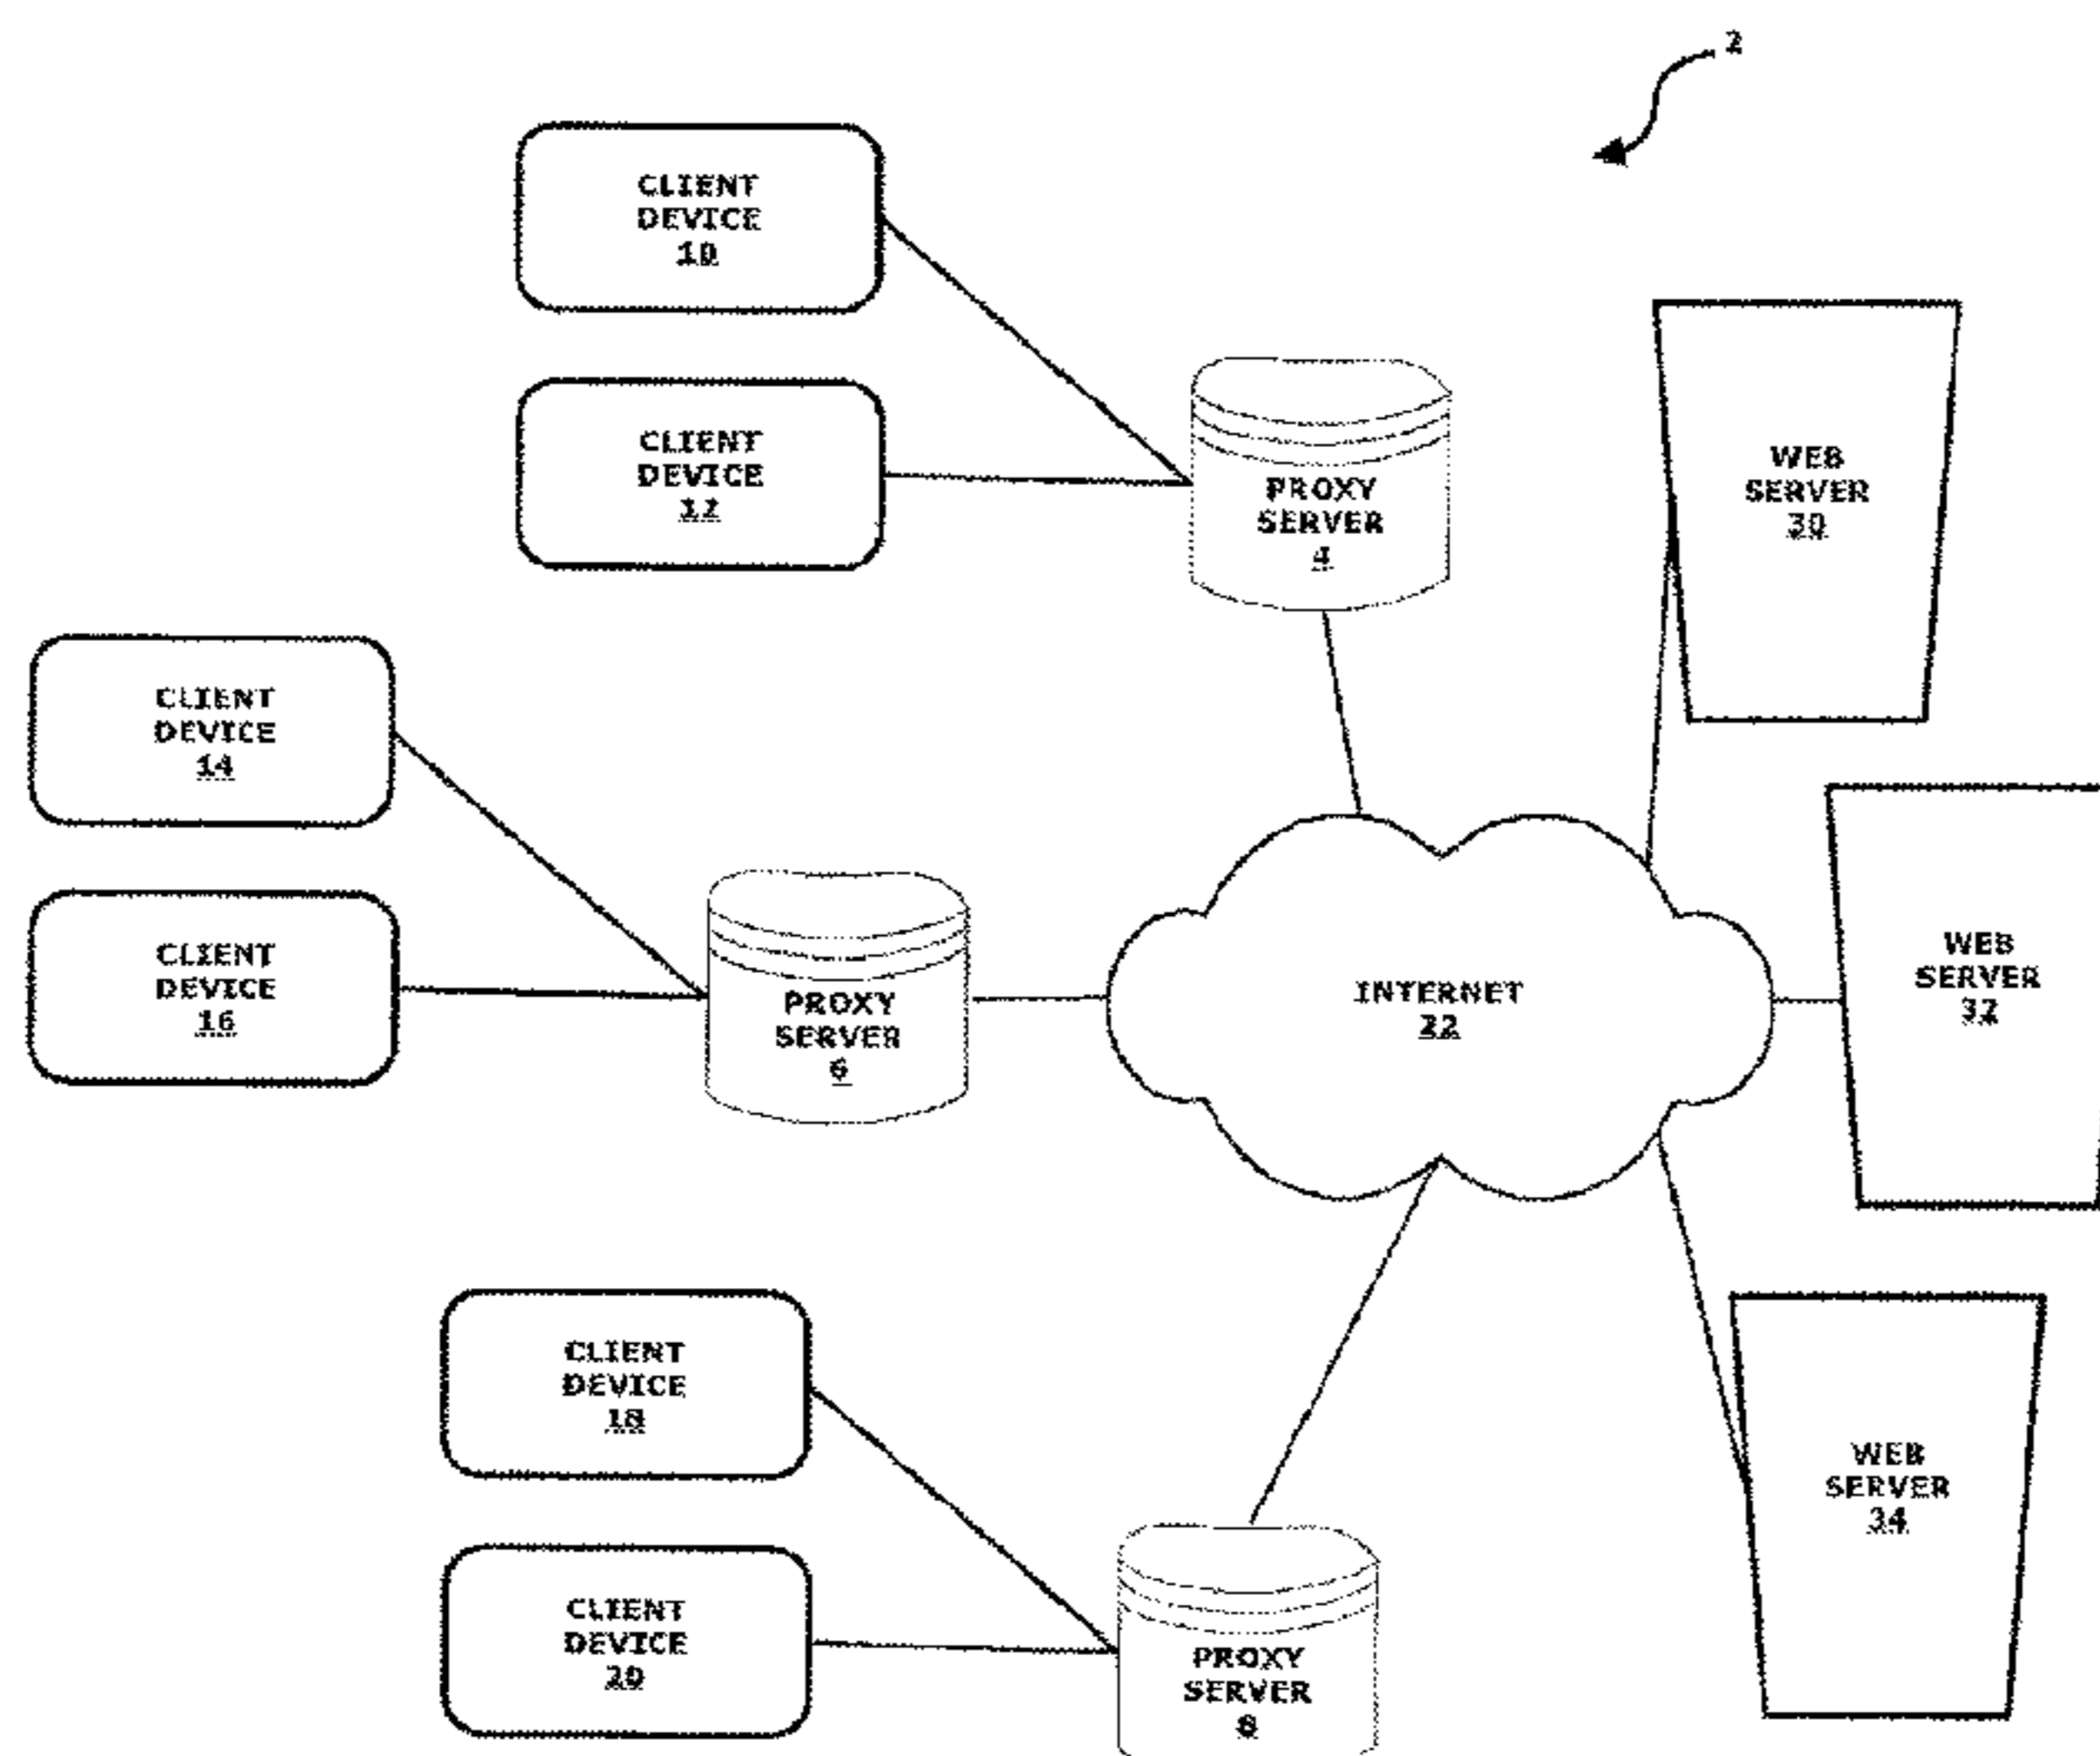 2
CLIENT
DEVICE
10
CLIENT
DEVICE
12
PROXY
SERVER
4
WEB
SERVER
30
CLIENT
DEVICE
14
CLIENT
DEVICE
16
PROXY
SERVER
6
INTERNET
22
WEB
SERVER
32
CLIENT
DEVICE
18
CLIENT
DEVICE
20
PROXY
SERVER
8
WEB
SERVER
34